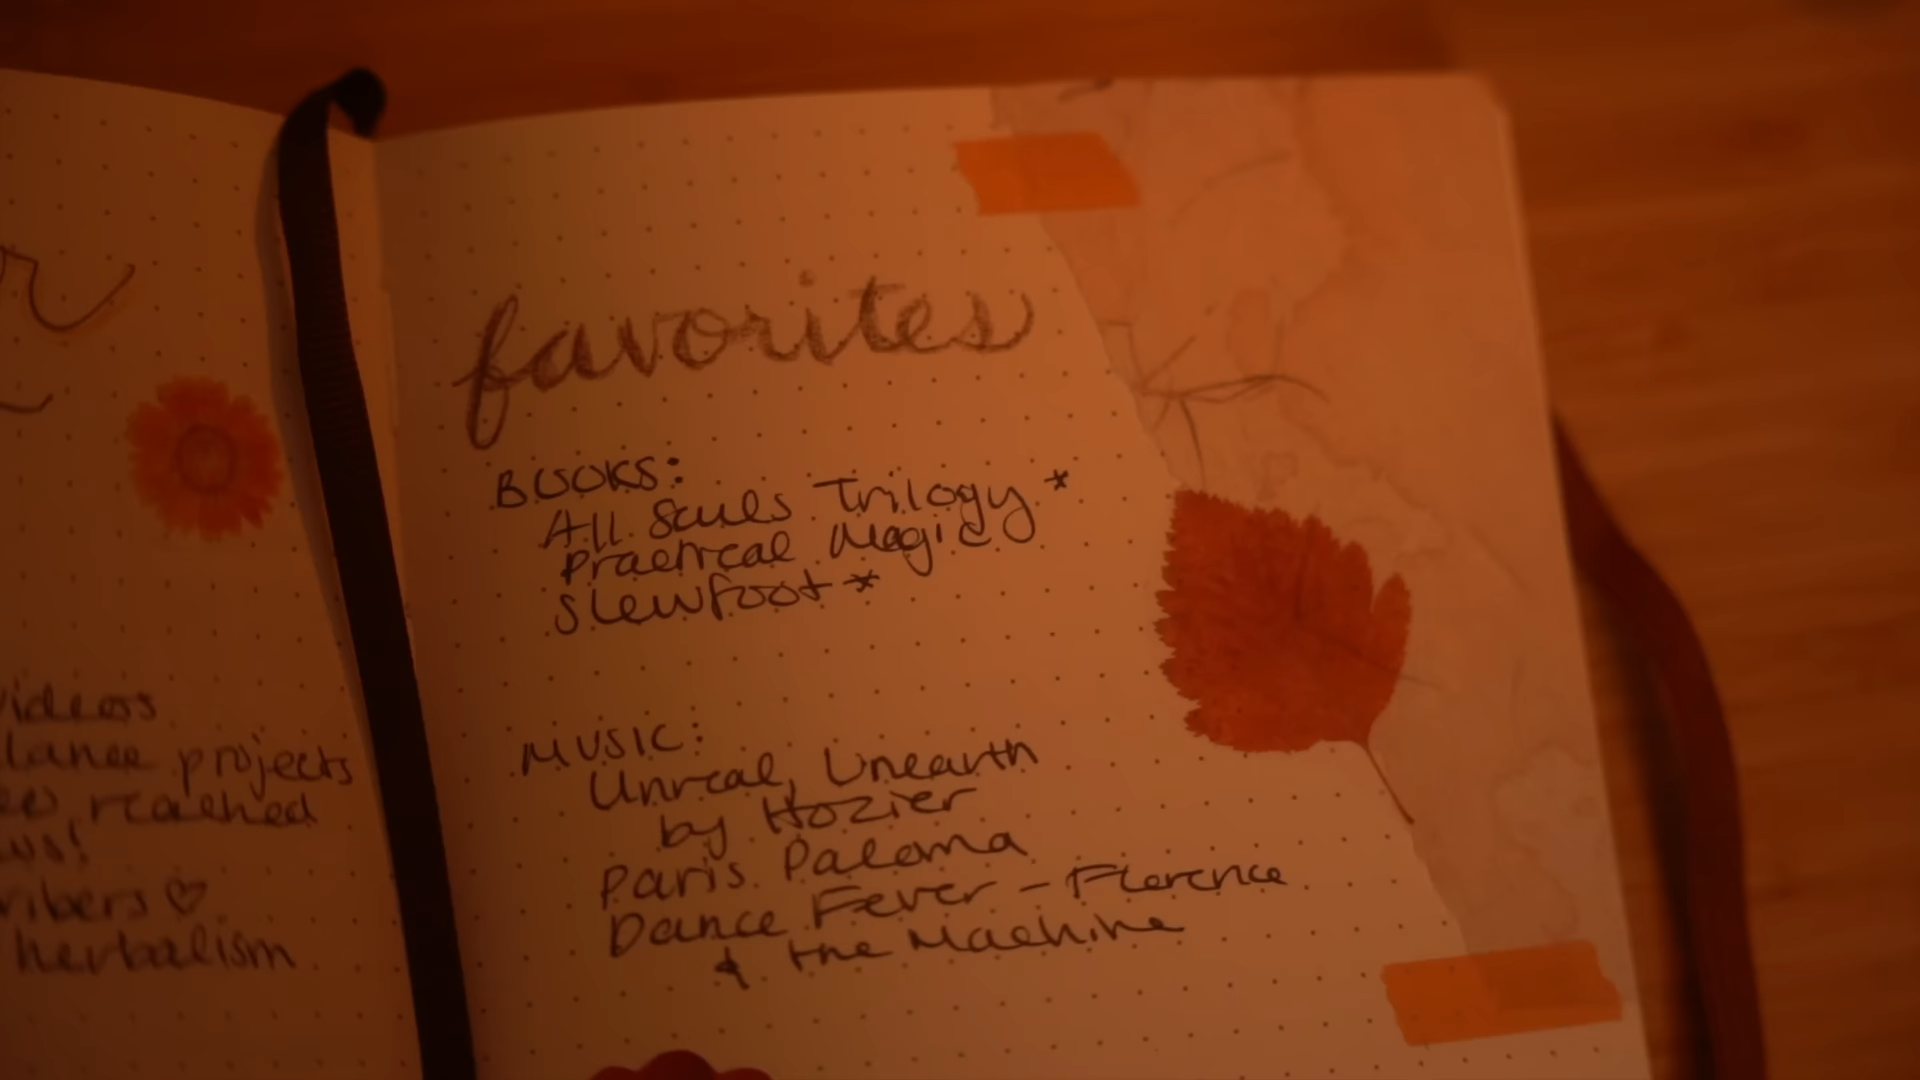 videos
projects
reached
herbalism
favorites
BOOKS:
All Souls Trilogy *
Practical Magic
Slewfoot *
MUSIC:
Unreal, Unearth
by Hozier
Paris Paloma
Dance Fever - Florence
& the Machine